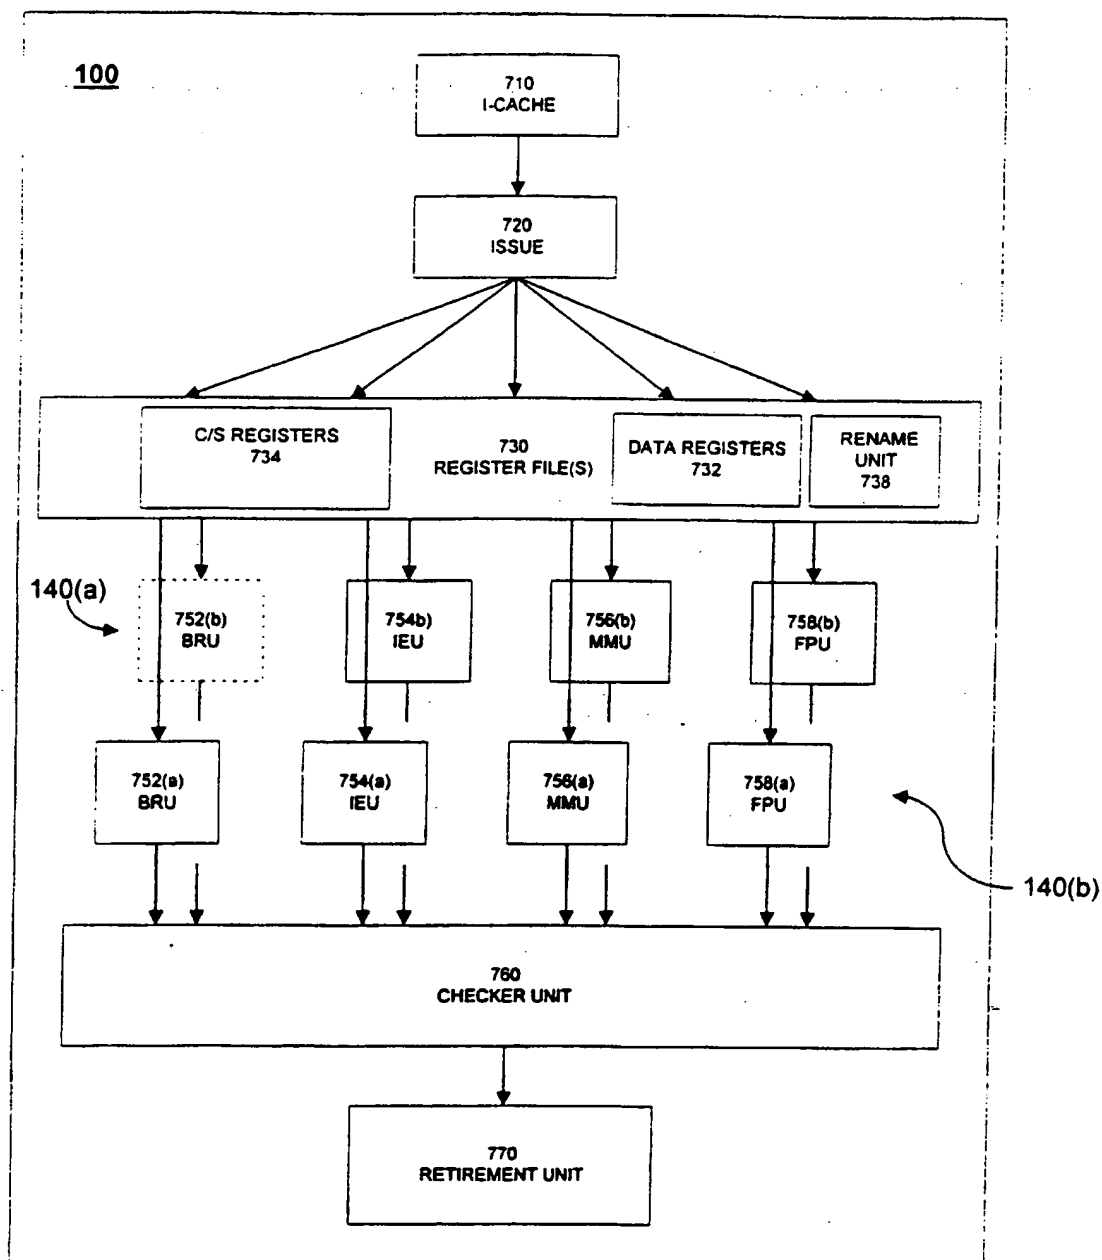 100
710
I-CACHE
720
ISSUE
C/S REGISTERS
734
730
REGISTER FILE(S)
DATA REGISTERS
732
RENAME
UNIT
738
140(a)
752(b)
BRU
754b)
IEU
756(b)
MMU
758(b)
FPU
752(a)
BRU
754(a)
IEU
756(a)
MMU
758(a)
FPU
140(b)
760
CHECKER UNIT
770
RETIREMENT UNIT